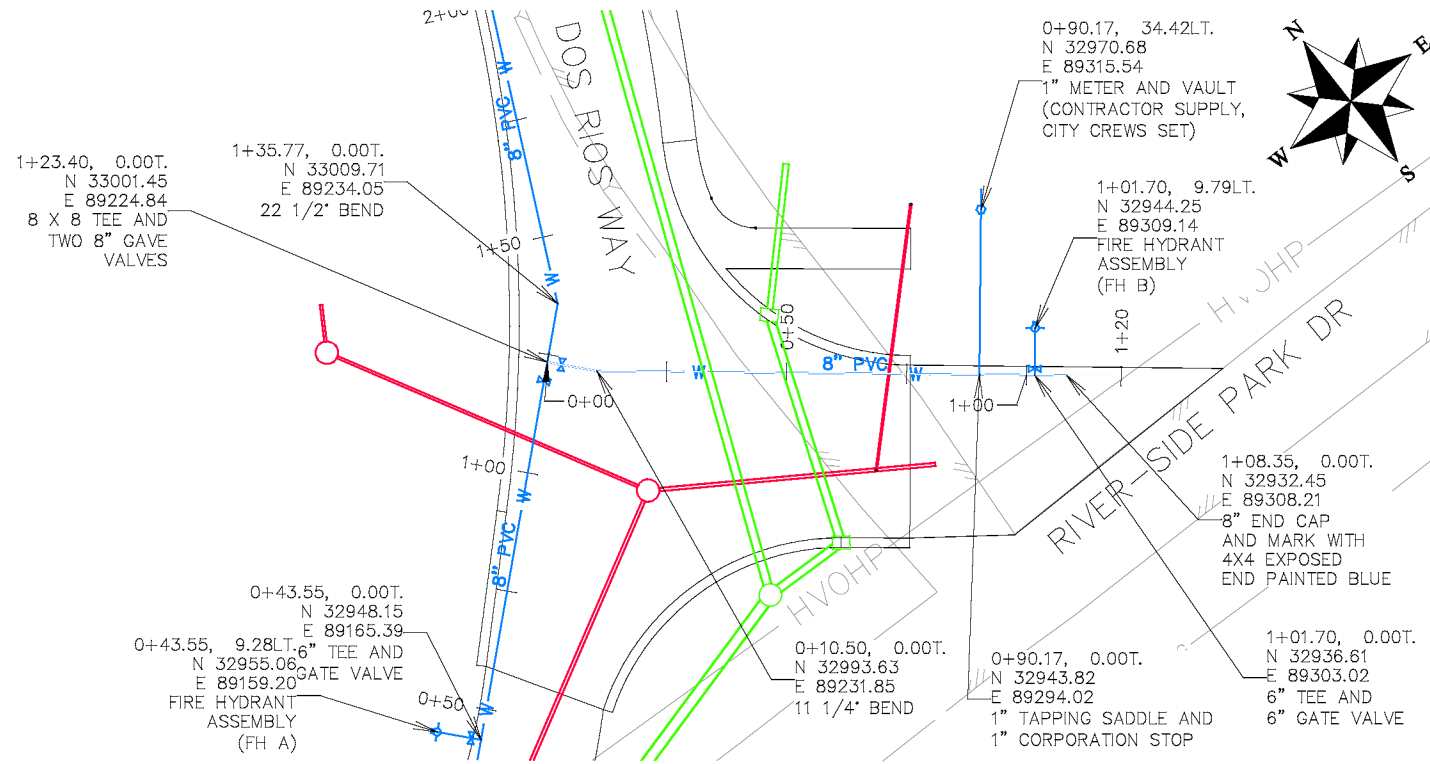 2+00
DOS RIOS WAY
8" PVC
W
0+90.17, 34.42LT.
N 32970.68
E 89315.54
1" METER AND VAULT
(CONTRACTOR SUPPLY,
CITY CREWS SET)
N
E
W
S
1+23.40, 0.00T.
N 33001.45
E 89224.84
8 X 8 TEE AND
TWO 8" GAVE
VALVES
1+35.77, 0.00T.
N 33009.71
E 89234.05
22 1/2° BEND
1+50
W
1+01.70, 9.79LT.
N 32944.25
E 89309.14
FIRE HYDRANT
ASSEMBLY
(FH B)
HVOHP
RIVER-SIDE PARK DR
0+50
1+20
W
8" PVC
W
0+00
1+00
1+00
W
8" PVC
W
HVOHP
1+08.35, 0.00T.
N 32932.45
E 89308.21
8" END CAP
AND MARK WITH
4X4 EXPOSED
END PAINTED BLUE
0+43.55, 0.00T.
N 32948.15
E 89165.39
6" TEE AND
GATE VALVE
0+43.55, 9.28LT.
N 32955.06
E 89159.20
FIRE HYDRANT
ASSEMBLY
(FH A)
0+50
0+10.50, 0.00T.
N 32993.63
E 89231.85
11 1/4° BEND
0+90.17, 0.00T.
N 32943.82
E 89294.02
1" TAPPING SADDLE AND
1" CORPORATION STOP
1+01.70, 0.00T.
N 32936.61
E 89303.02
6" TEE AND
6" GATE VALVE